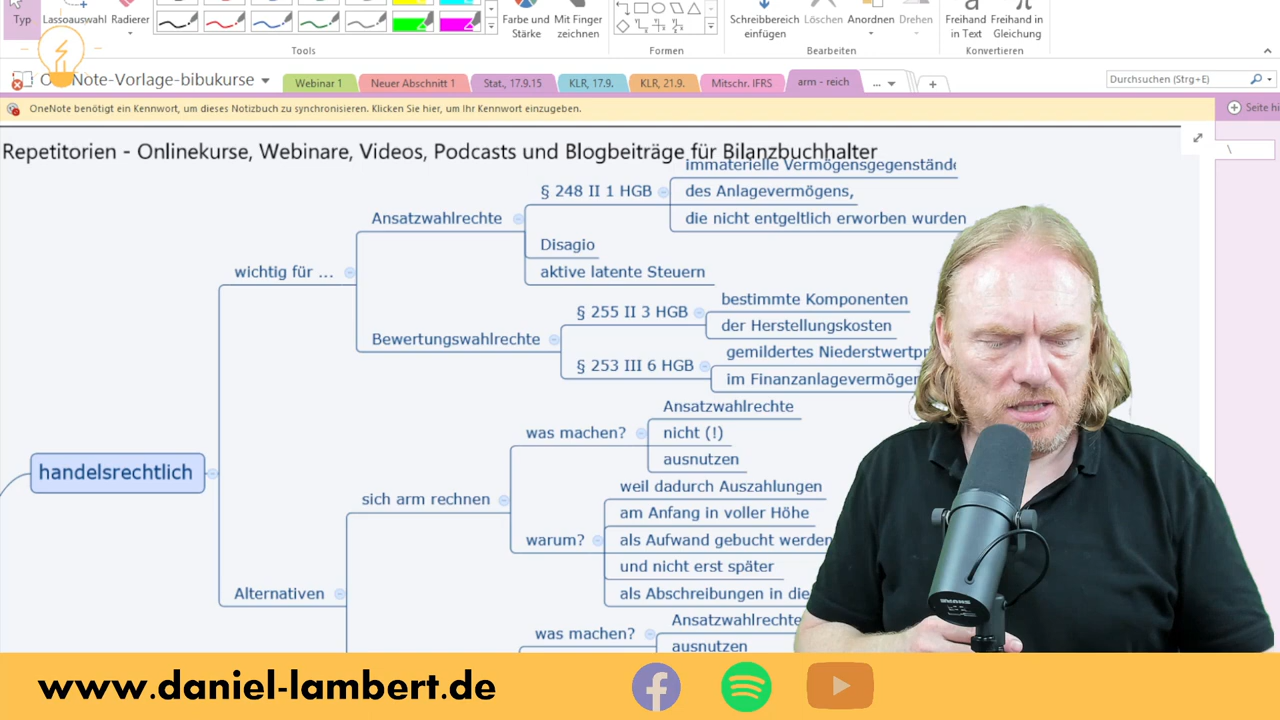 Typ
Lassoauswahl
Radierer
Farbe und Stärke
Mit Finger zeichnen
Schreibbereich einfügen
Löschen
Anordnen
Drehen
Freihand in Text
Freihand in Gleichung
Tools
Formen
Bearbeiten
Konvertieren
Note-Vorlage-bibukurse
Webinar 1
Neuer Abschnitt 1
Stat., 17.9.15
KLR, 17.9.
KLR, 21.9.
Mitschr. IFRS
arm - reich
...
Durchsuchen (Strg+E)
OneNote benötigt ein Kennwort, um dieses Notizbuch zu synchronisieren. Klicken Sie hier, um Ihr Kennwort einzugeben.
Seite hi
Repetitorien - Onlinekurse, Webinare, Videos, Podcasts und Blogbeiträge für Bilanzbuchhalter
immaterielle Vermögensgegenstände
§ 248 II 1 HGB
des Anlagevermögens,
Ansatzwahlrechte
die nicht entgeltlich erworben wurden
Disagio
wichtig für ...
aktive latente Steuern
bestimmte Komponenten
§ 255 II 3 HGB
der Herstellungskosten
Bewertungswahlrechte
gemildertes Niederstwertpr
§ 253 III 6 HGB
im Finanzanlagevermöger
Ansatzwahlrechte
was machen?
nicht (!)
ausnutzen
handelsrechtlich
weil dadurch Auszahlungen
sich arm rechnen
am Anfang in voller Höhe
warum?
als Aufwand gebucht werden
und nicht erst später
Alternativen
als Abschreibungen in die
Ansatzwahlrechte
was machen?
ausnutzen
SHURE
www.daniel-lambert.de